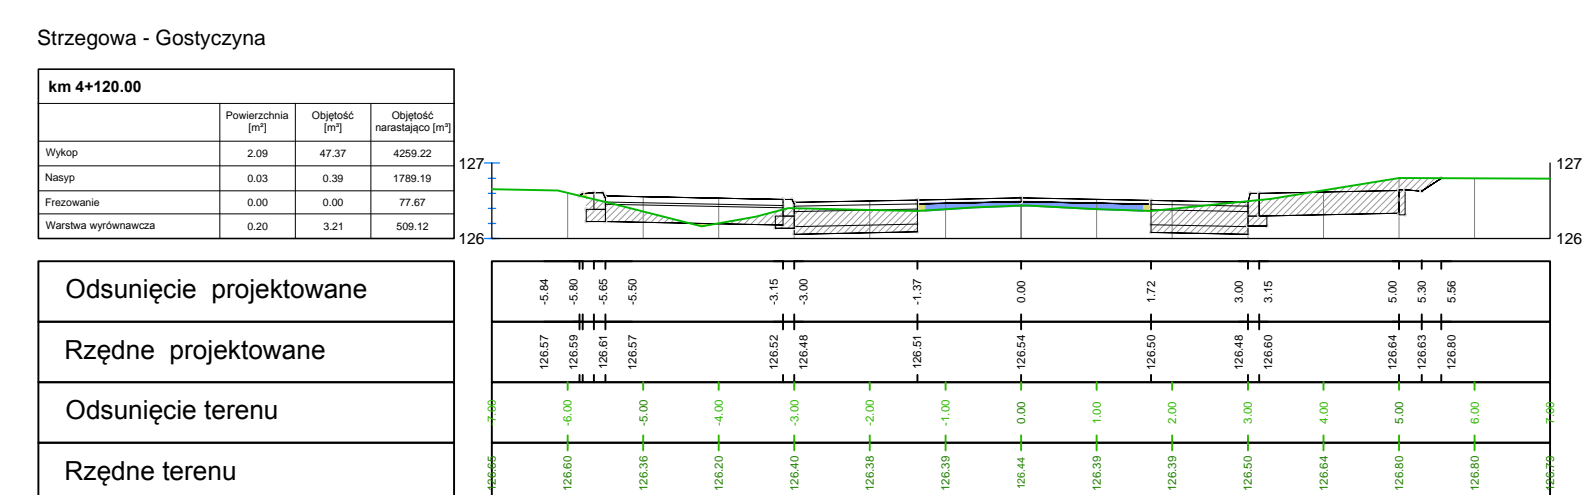 Strzegowa - Gostyczyna
km 4+120.00
Powierzchnia [m²] Objętość [m³] Objętość narastająco [m³]
Wykop 2.09 47.37 4259.22
Nasyp 0.03 0.39 1789.19
Frezowanie 0.00 0.00 77.67
Warstwa wyrównawcza 0.20 3.21 509.12
127 127
126 126
Odsunięcie projektowane -5.84 -5.80 -5.65 -5.50 -3.15 -3.00 -1.37 0.00 1.72 3.00 3.15 5.00 5.30 5.56
Rzędne projektowane 126.57 126.59 126.61 126.57 126.52 126.48 126.51 126.54 126.50 126.48 126.60 126.64 126.63 126.80
Odsunięcie terenu -7.00 -6.00 -5.00 -4.00 -3.00 -2.00 -1.00 0.00 1.00 2.00 3.00 4.00 5.00 6.00 7.00
Rzędne terenu 126.65 126.60 126.36 126.20 126.40 126.38 126.39 126.44 126.39 126.39 126.50 126.64 126.80 126.80 126.79